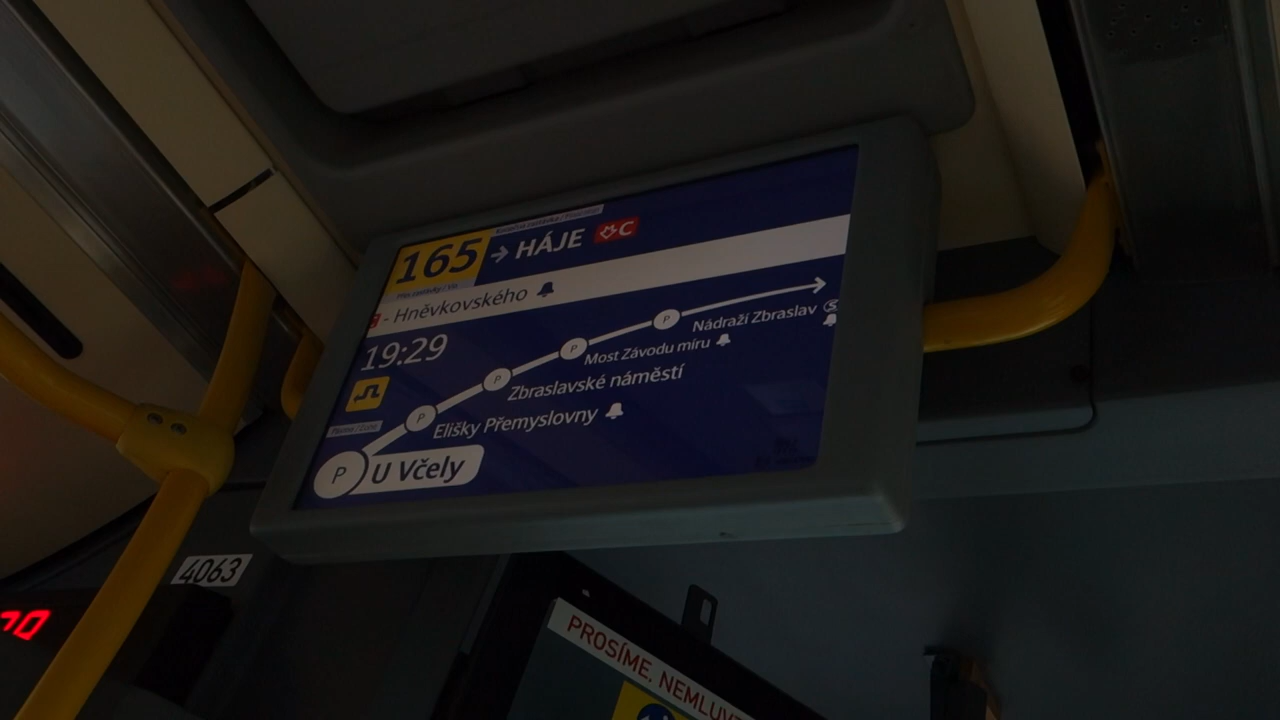 165 → HÁJE C
- Hněvkovského
19:29
Nádraží Zbraslav S
Most Závodu míru
Zbraslavské náměstí
Elišky Přemyslovny
U Včely
P
P
P
P
P
4063
PROSÍME, NEMLUV